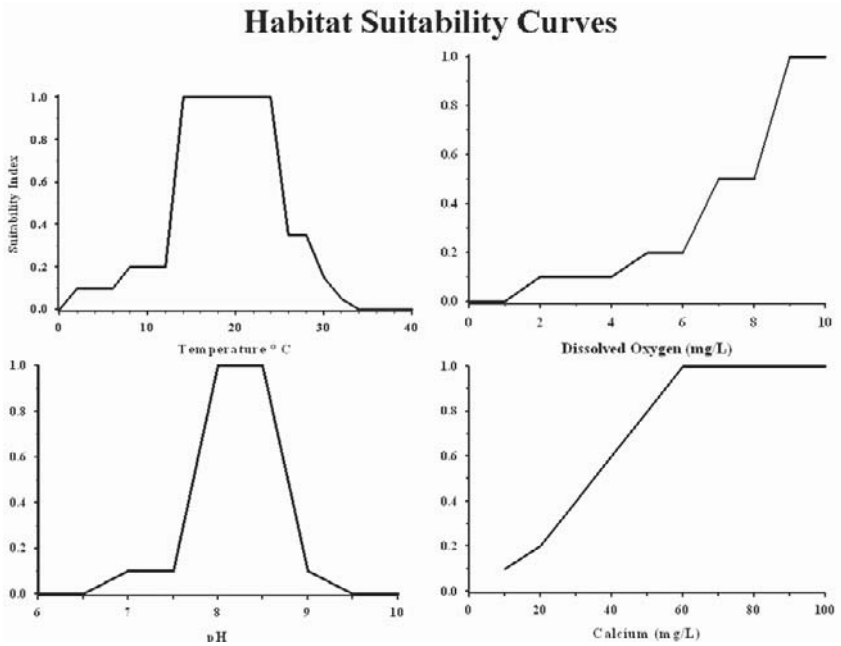 Habitat Suitability Curves
1.0
0.8
0.6
0.4
0.2
0.0
Suitability Index
0 10 20 30 40
Temperature ° C
1.0
0.8
0.6
0.4
0.2
0.0
0 2 4 6 8 10
Dissolved Oxygen (mg/L)
1.0
0.8
0.6
0.4
0.2
0.0
6 7 8 9 10
pH
1.0
0.8
0.6
0.4
0.2
0.0
0 20 40 60 80 100
Calcium (mg/L)